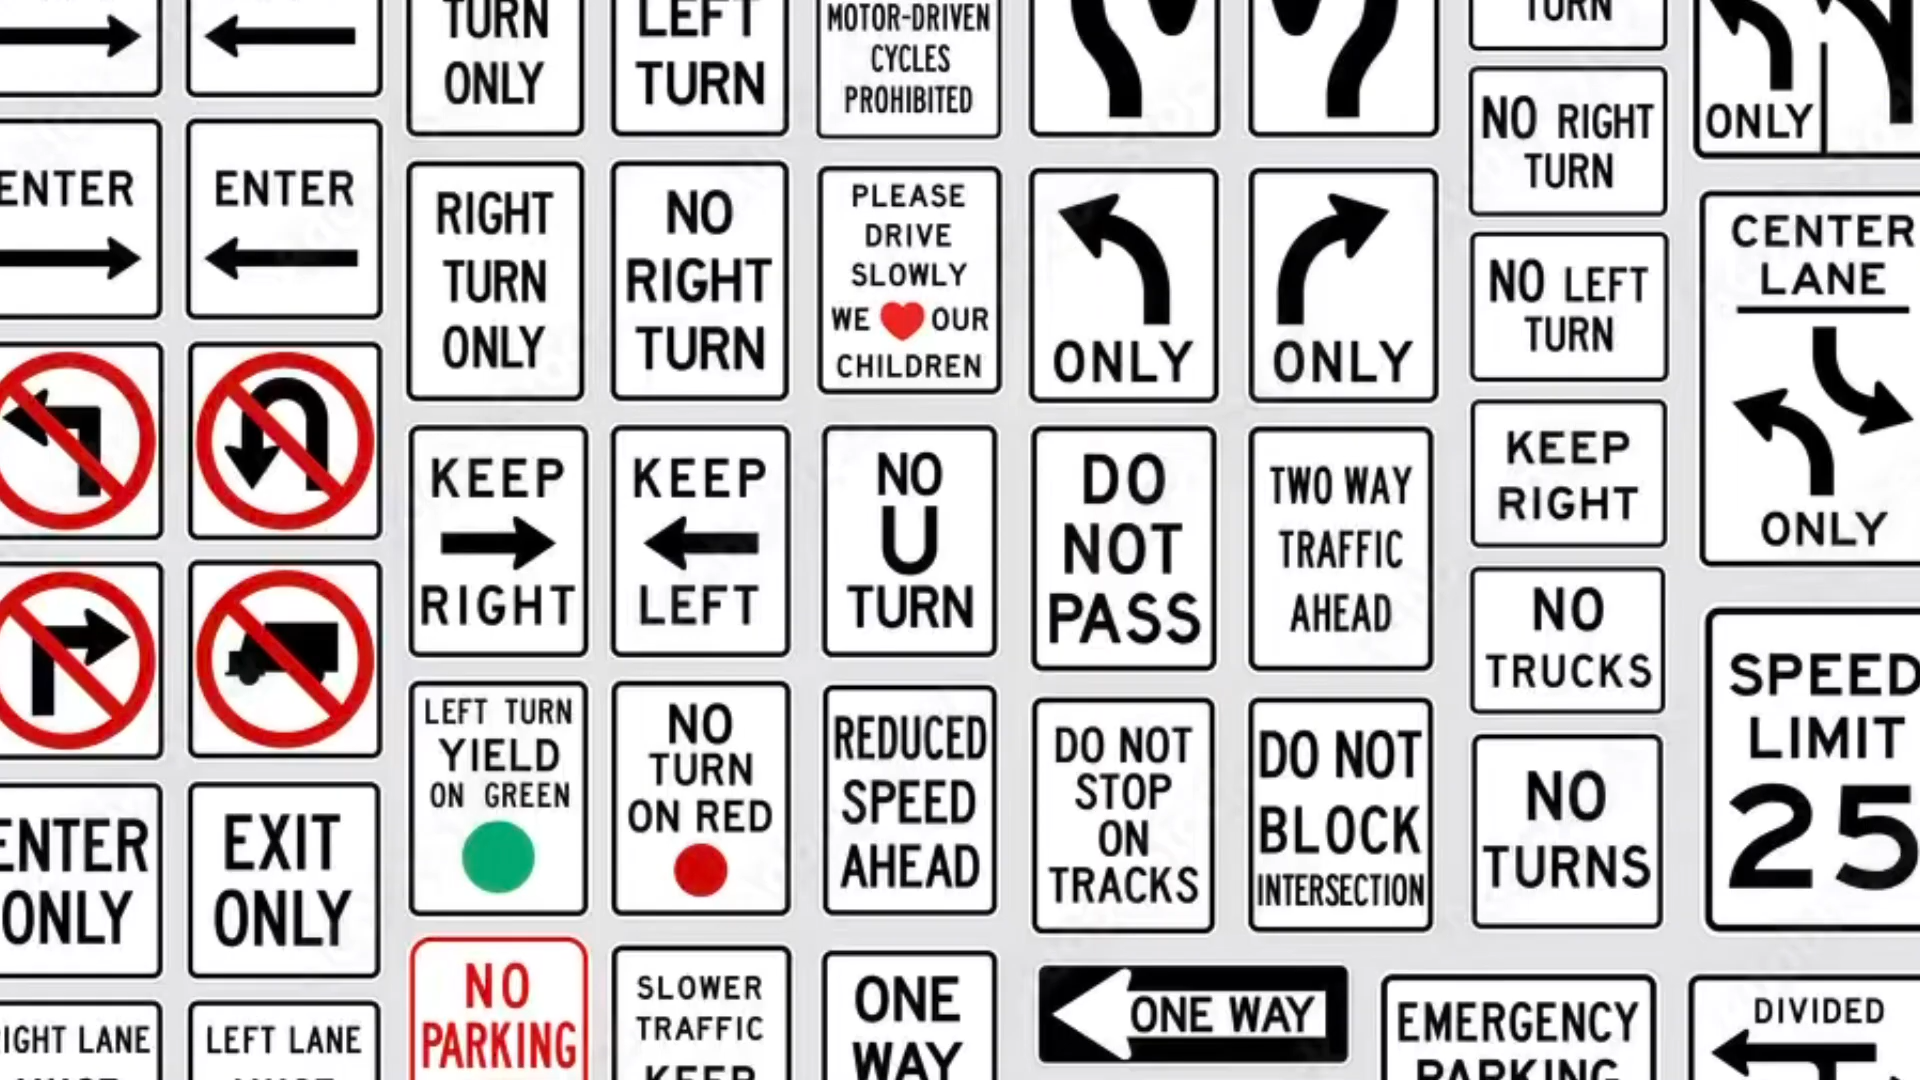 TURN
ONLY
LEFT
TURN
MOTOR-DRIVEN
CYCLES
PROHIBITED
TURN
ONLY
ENTER
ENTER
RIGHT
TURN
ONLY
NO
RIGHT
TURN
PLEASE
DRIVE
SLOWLY
WE ❤ OUR
CHILDREN
ONLY
ONLY
NO RIGHT
TURN
NO LEFT
TURN
CENTER
LANE
ONLY
KEEP
RIGHT
KEEP
LEFT
NO
U
TURN
DO
NOT
PASS
TWO WAY
TRAFFIC
AHEAD
KEEP
RIGHT
NO
TRUCKS
SPEED
LIMIT
25
LEFT TURN
YIELD
ON GREEN
NO
TURN
ON RED
REDUCED
SPEED
AHEAD
DO NOT
STOP
ON
TRACKS
DO NOT
BLOCK
INTERSECTION
NO
TURNS
ENTER
ONLY
EXIT
ONLY
NO
PARKING
SLOWER
TRAFFIC
KEEP
ONE
WAY
ONE WAY
EMERGENCY
PARKING
DIVIDED
RIGHT LANE
LEFT LANE